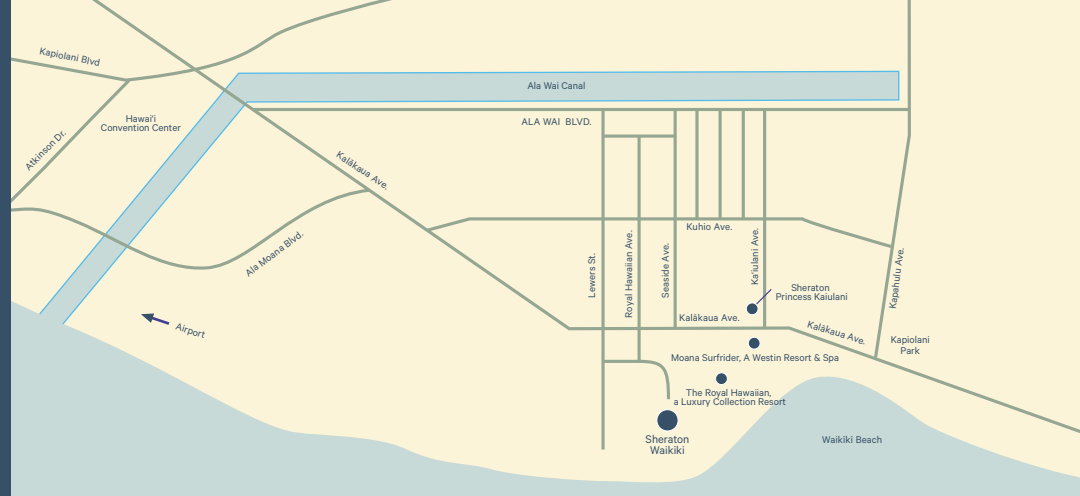 Kapiolani Blvd
Ala Wai Canal
Hawai'i
Convention Center
ALA WAI BLVD.
Atkinson Dr.
Kalākaua Ave.
Kuhio Ave.
Ala Moana Blvd.
Lewers St.
Royal Hawaiian Ave.
Seaside Ave.
Ka'iulani Ave.
Kapahulu Ave.
Sheraton
Princess Kaiulani
Airport
Kalākaua Ave.
Kalākaua Ave.
Kapiolani
Park
Moana Surfrider, A Westin Resort & Spa
The Royal Hawaiian,
a Luxury Collection Resort
Sheraton
Waikiki
Waikiki Beach